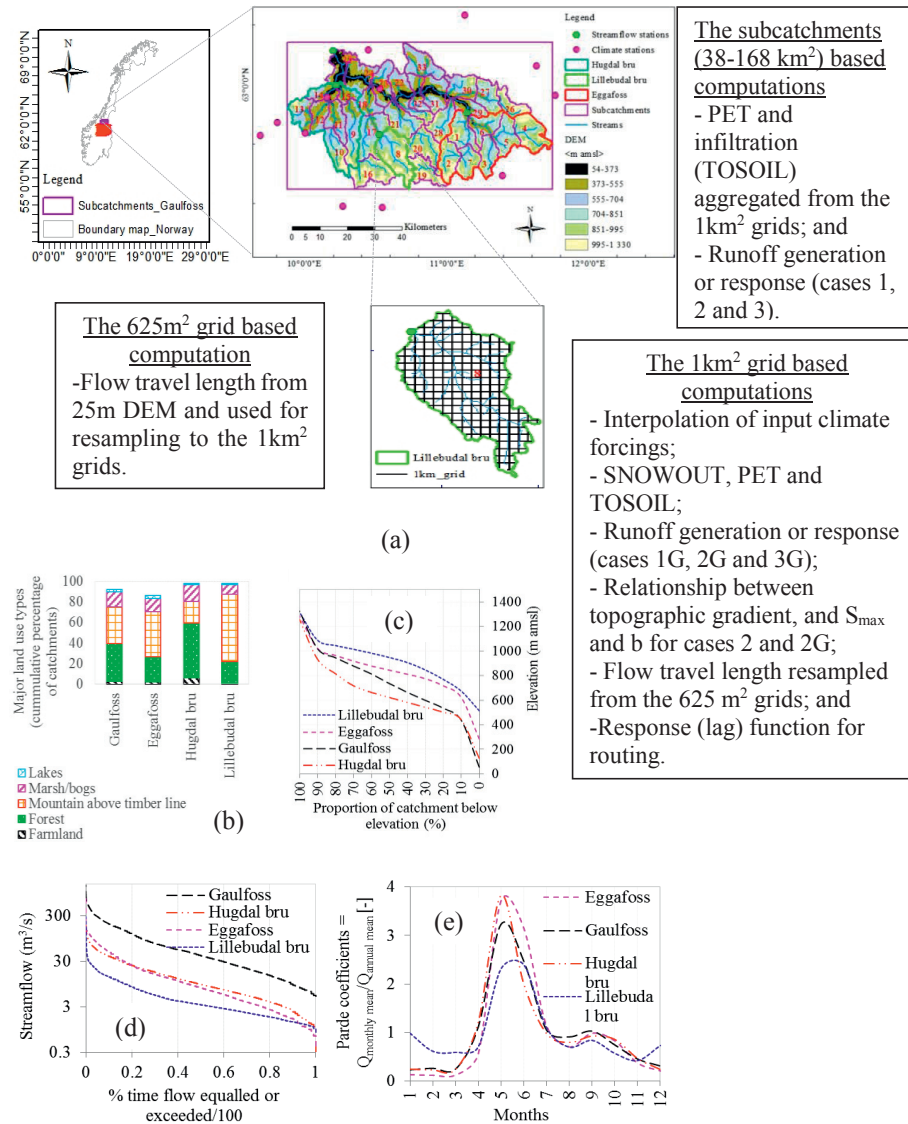 N
69°0'0"N
66°0'0"N
62°0'0"N
59°0'0"N
55°0'0"N
Legend
Subcatchments_Gaulfoss
Boundary map_Norway
0°0'0"E 9°0'0"E 21°0'0"E 29°0'0"E
63°0'0"N
Legend
Streamflow stations
Climate stations
Hugdal bru
Lillebudal bru
Eggafoss
Subcatchments
Streams
DEM
<m amsl>
54-373
373-555
555-704
704-851
851-995
995-1 330
Kilometers
0 5 10 20 30 40
N
10°0'0"E 11°0'0"E 12°0'0"E
The subcatchments
(38-168 km²) based
computations
- PET and
infiltration
(TOSOIL)
aggregated from the
1km² grids; and
- Runoff generation
or response (cases 1,
2 and 3).
The 625m² grid based
computation
-Flow travel length from
25m DEM and used for
resampling to the 1km²
grids.
Lillebudal bru
1km_grid
(a)
The 1km² grid based
computations
- Interpolation of input climate
forcings;
- SNOWOUT, PET and
TOSOIL;
- Runoff generation or response
(cases 1G, 2G and 3G);
- Relationship between
topographic gradient, and Smax
and b for cases 2 and 2G;
- Flow travel length resampled
from the 625 m² grids; and
-Response (lag) function for
routing.
Major land use types
(cummulative percentage
of catchments)
100
80
60
40
20
0
Gaulfoss
Eggafoss
Hugdal bru
Lillebudal bru
Lakes
Marsh/bogs
Mountain above timber line
Forest
Farmland
(b)
(c)
1400
1200
1000
800
600
400
200
0
Elevation (m amsl)
Lillebudal bru
Eggafoss
Gaulfoss
Hugdal bru
100 90 80 70 60 50 40 30 20 10 0
Proportion of catchment below
elevation (%)
Streamflow (m³/s)
300
30
3
0.3
Gaulfoss
Hugdal bru
Eggafoss
Lillebudal bru
(d)
0 0.2 0.4 0.6 0.8 1
% time flow equalled or
exceeded/100
Parde coefficients =
Qmonthly mean/Qannual mean [-]
4
3
2
1
0
(e)
Eggafoss
Gaulfoss
Hugdal
bru
Lillebuda
l bru
1 2 3 4 5 6 7 8 9 10 11 12
Months